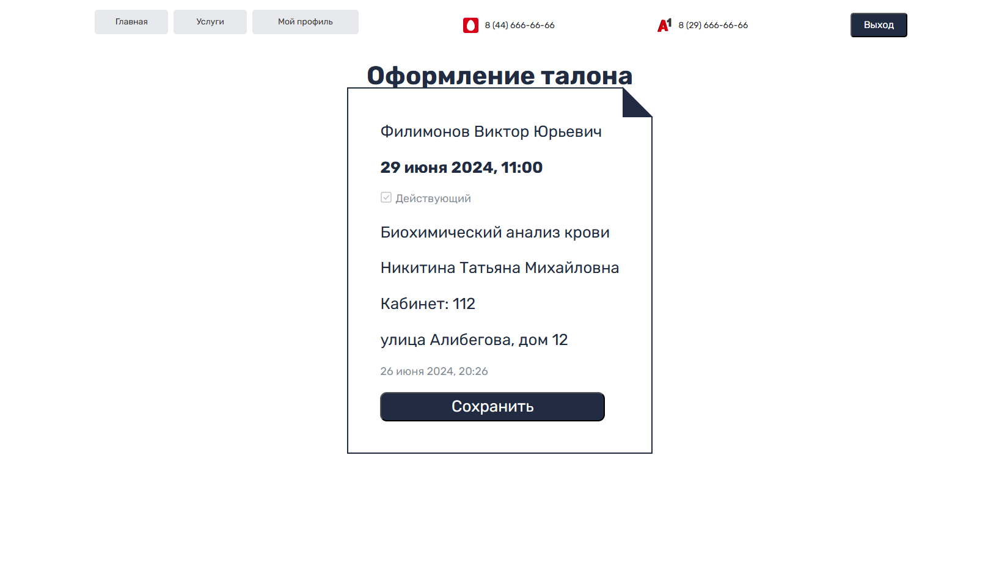 Главная
Услуги
Мой профиль
8 (44) 666-66-66
A1
8 (29) 666-66-66
Выход
Оформление талона
Филимонов Виктор Юрьевич
29 июня 2024, 11:00
Действующий
Биохимический анализ крови
Никитина Татьяна Михайловна
Кабинет: 112
улица Алибегова, дом 12
26 июня 2024, 20:26
Сохранить